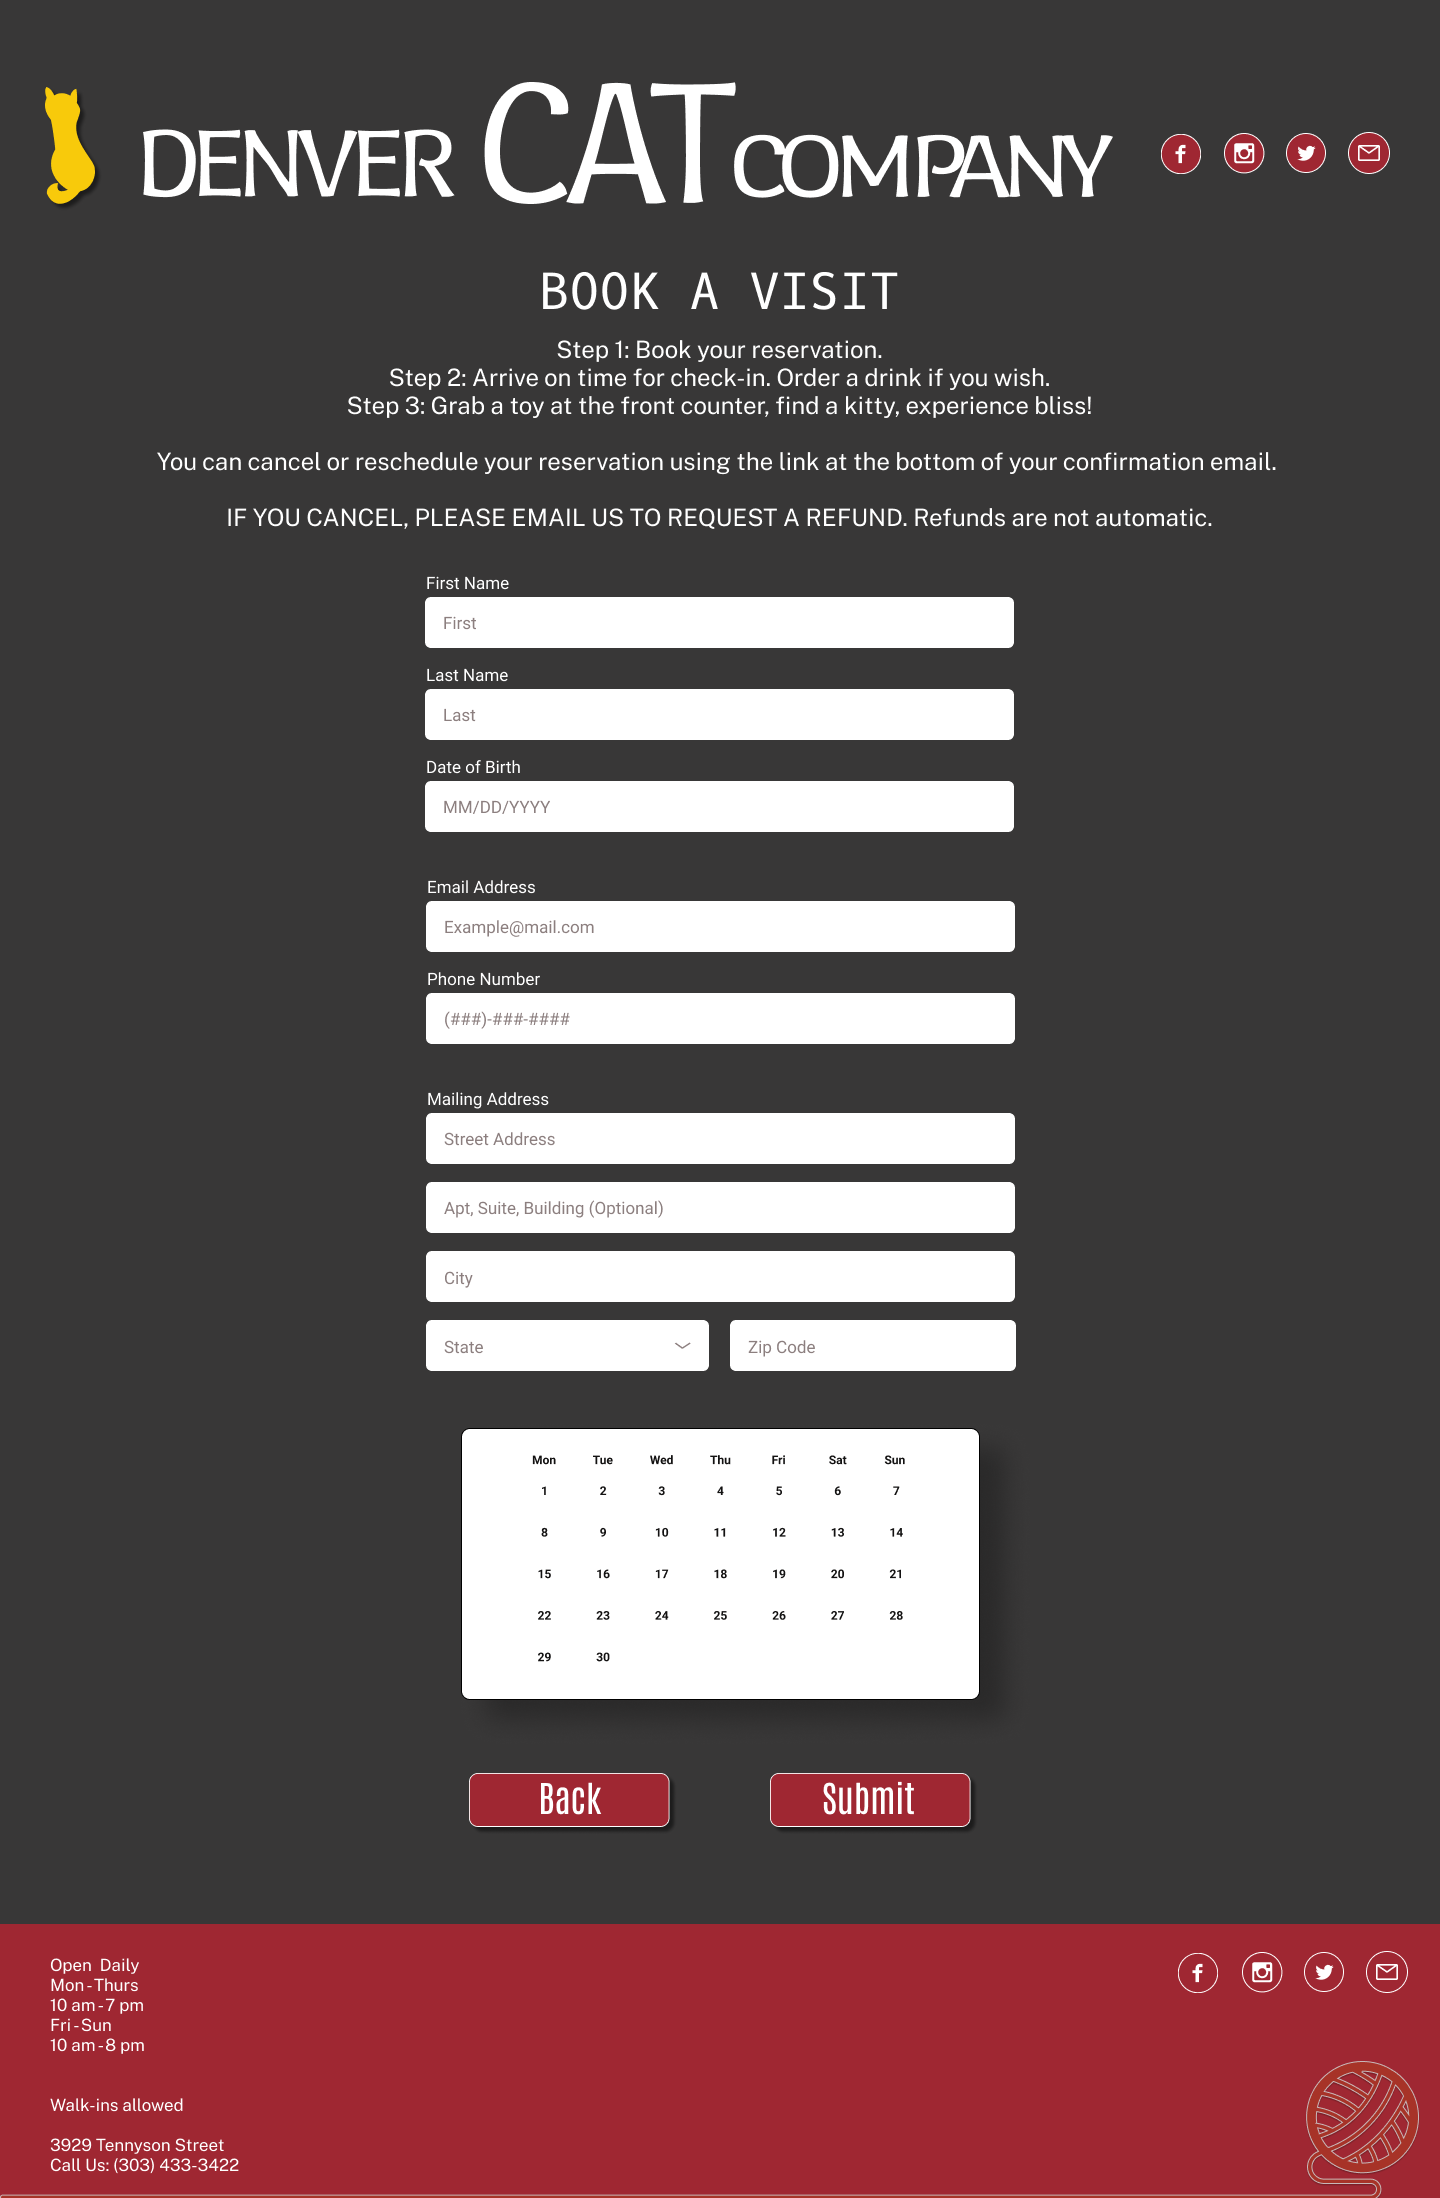 DENVER CAT COMPANY
BOOK A VISIT
Step 1: Book your reservation.
Step 2: Arrive on time for check-in. Order a drink if you wish.
Step 3: Grab a toy at the front counter, find a kitty, experience bliss!
You can cancel or reschedule your reservation using the link at the bottom of your confirmation email.
IF YOU CANCEL, PLEASE EMAIL US TO REQUEST A REFUND. Refunds are not automatic.
First Name
First
Last Name
Last
Date of Birth
MM/DD/YYYY
Email Address
Example@mail.com
Phone Number
(###)-###-####
Mailing Address
Street Address
Apt, Suite, Building (Optional)
City
State Zip Code
Mon Tue Wed Thu Fri Sat Sun
1 2 3 4 5 6 7
8 9 10 11 12 13 14
15 16 17 18 19 20 21
22 23 24 25 26 27 28
29 30
Back Submit
Open Daily
Mon - Thurs
10 am - 7 pm
Fri - Sun
10 am - 8 pm
Walk-ins allowed
3929 Tennyson Street
Call Us: (303) 433-3422